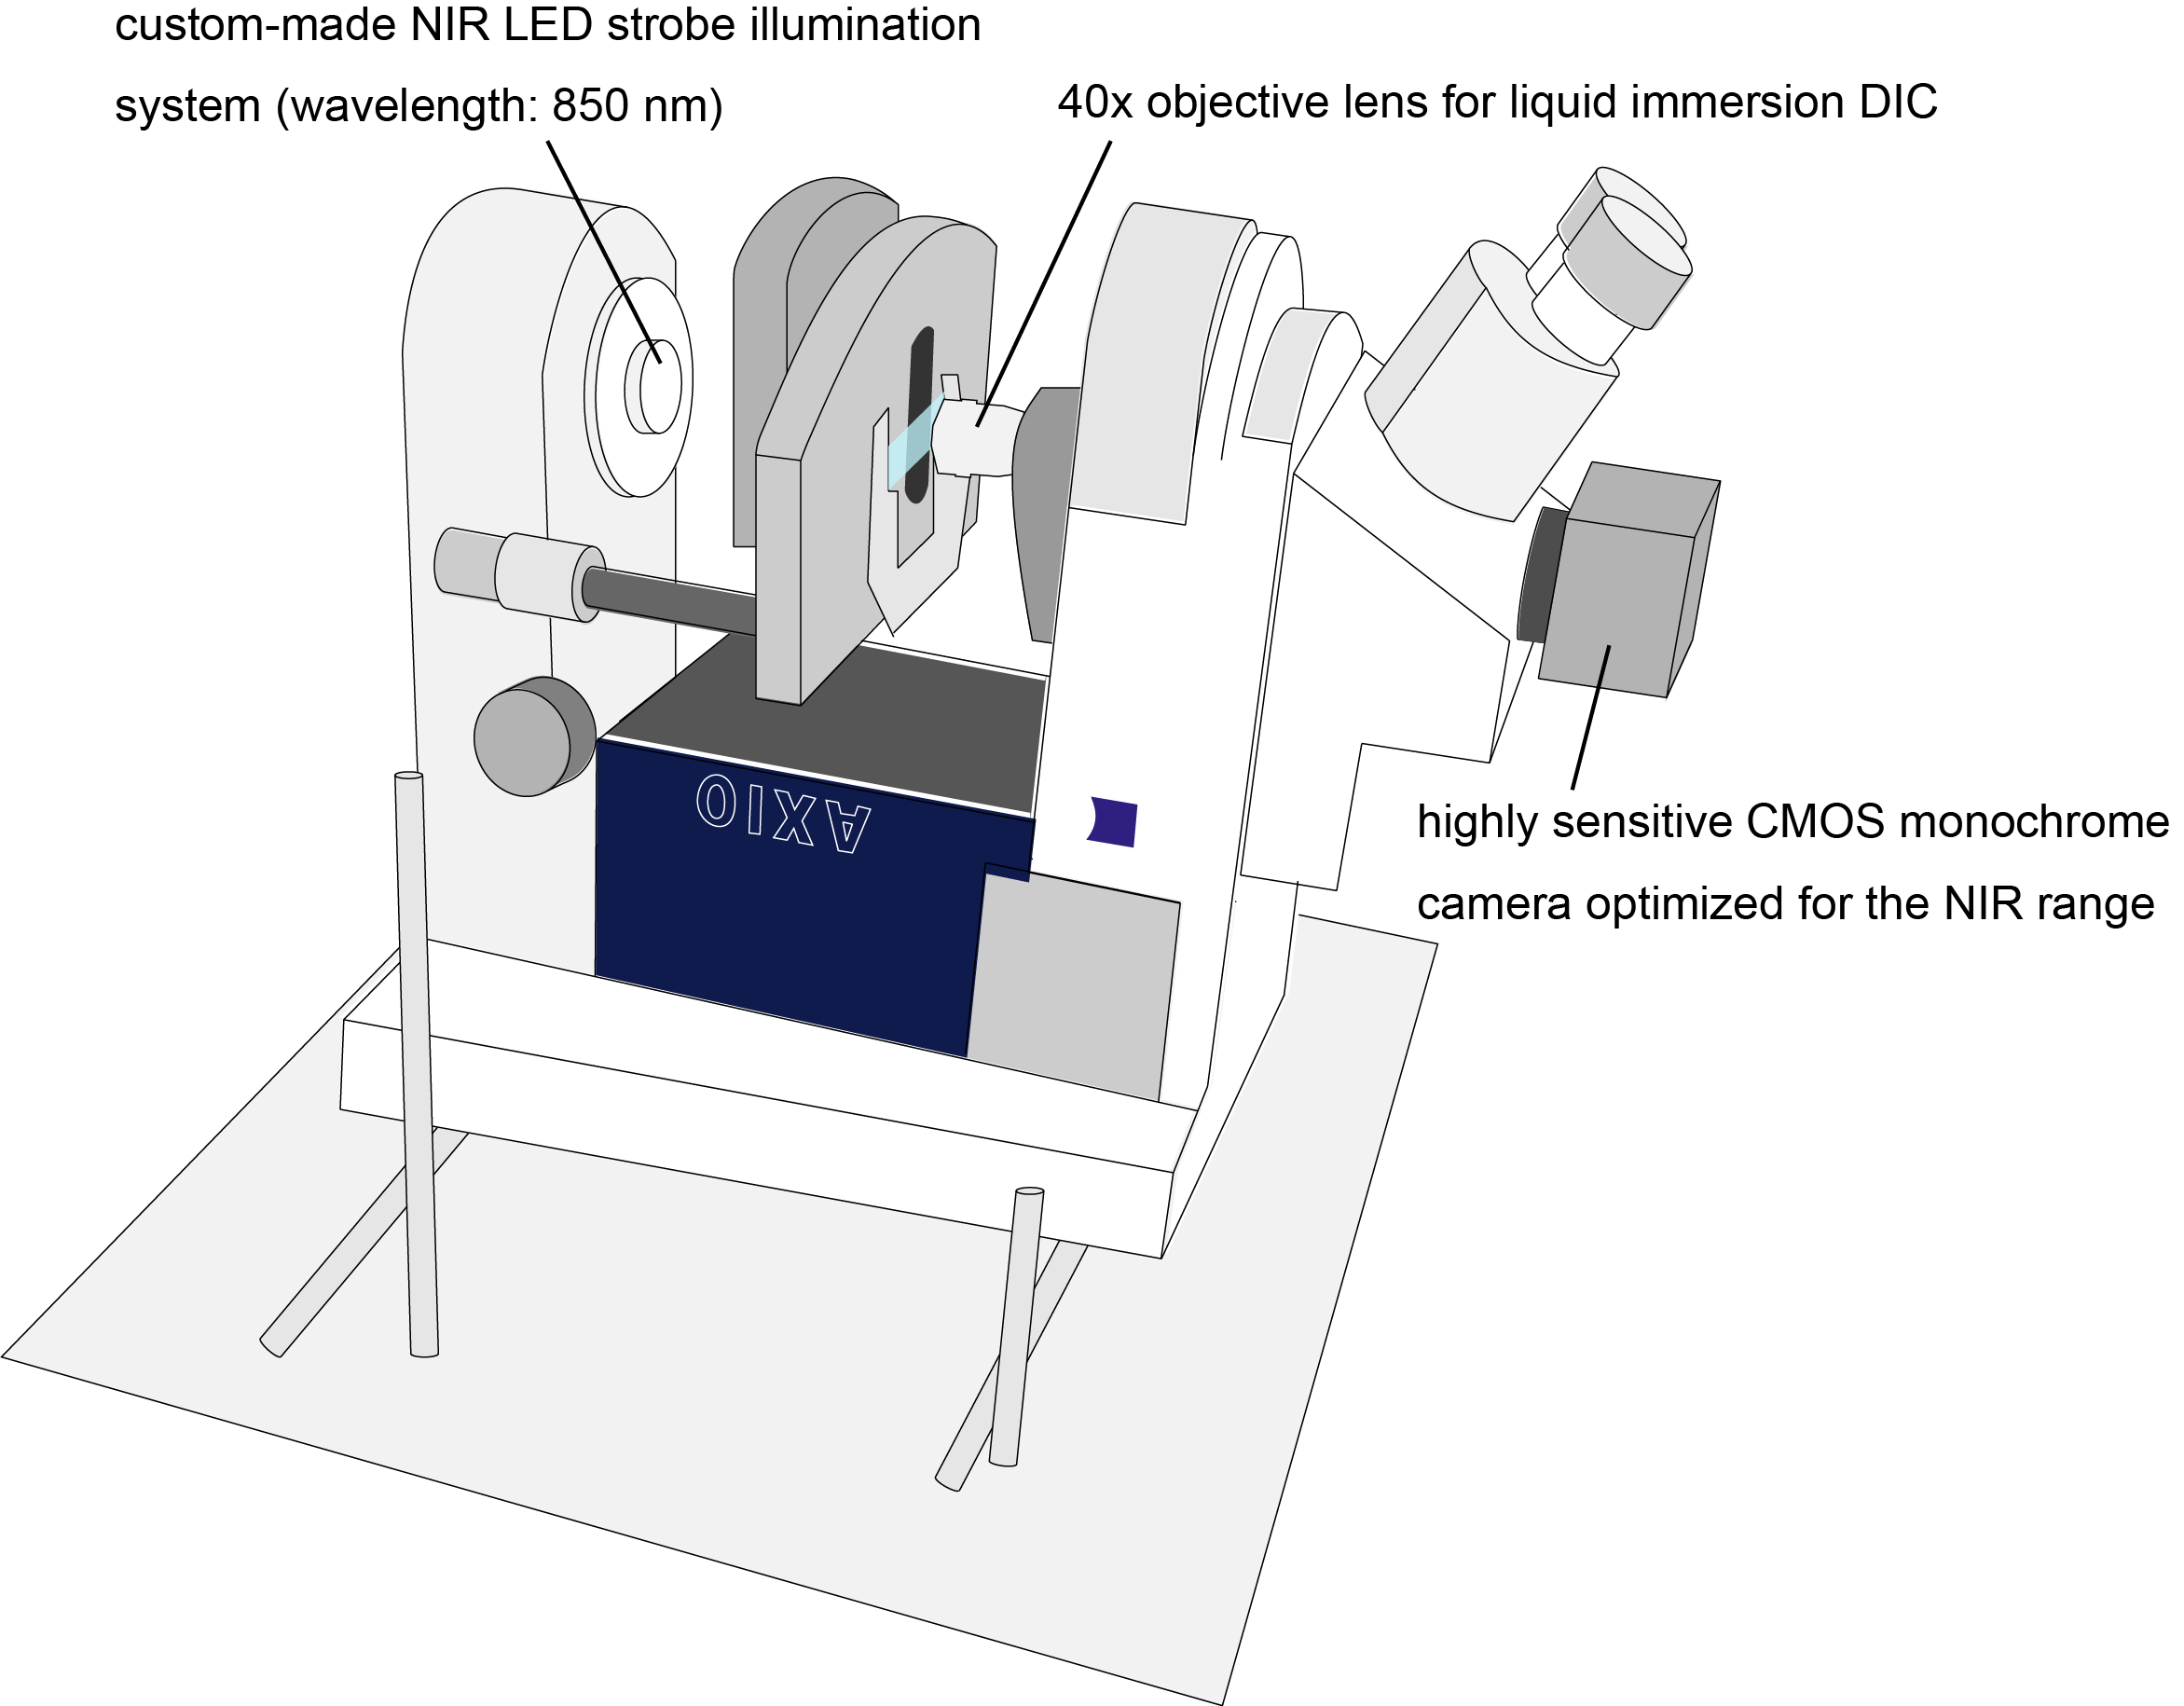 custom-made NIR LED strobe illumination
system (wavelength: 850 nm)
40x objective lens for liquid immersion DIC
AXIO
highly sensitive CMOS monochrome
camera optimized for the NIR range